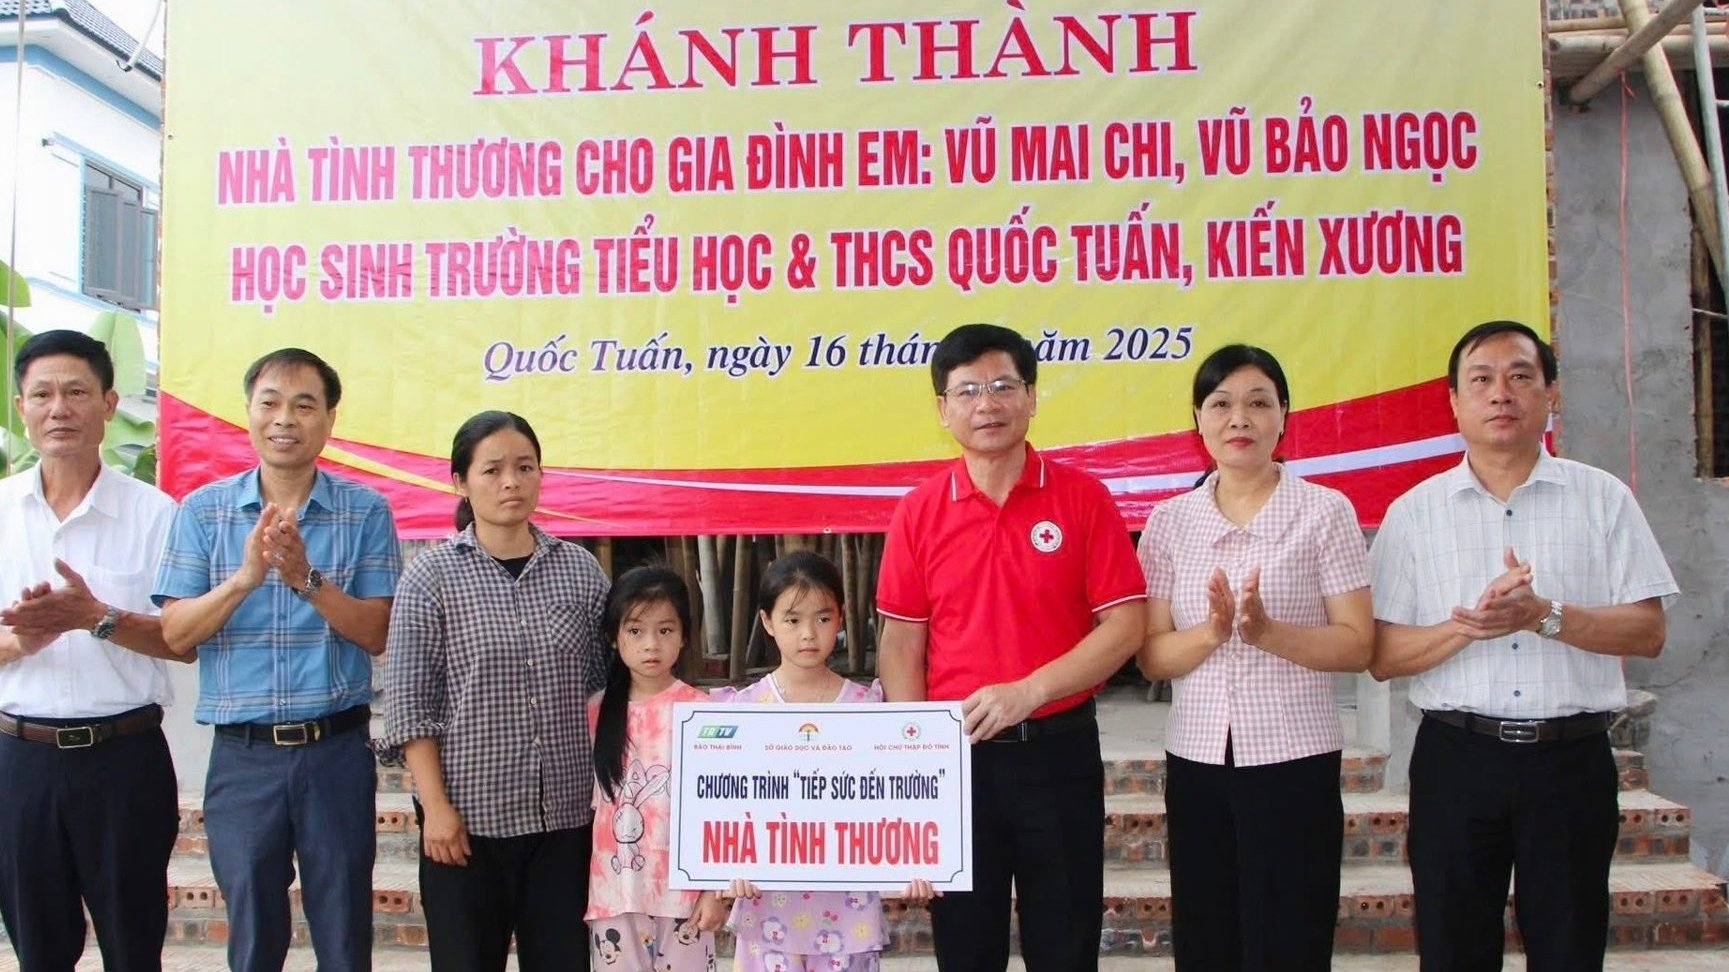 KHÁNH THÀNH
NHÀ TÌNH THƯƠNG CHO GIA ĐÌNH EM: VŨ MAI CHI, VŨ BẢO NGỌC
HỌC SINH TRƯỜNG TIỂU HỌC & THCS QUỐC TUẤN, KIẾN XƯƠNG
Quốc Tuấn, ngày 16 thán năm 2025
BÁO THÁI BÌNH
SỞ GIÁO DỤC VÀ ĐÀO TẠO
HỘI CHỮ THẬP ĐỎ TỈNH
CHƯƠNG TRÌNH "TIẾP SỨC ĐẾN TRƯỜNG"
NHÀ TÌNH THƯƠNG